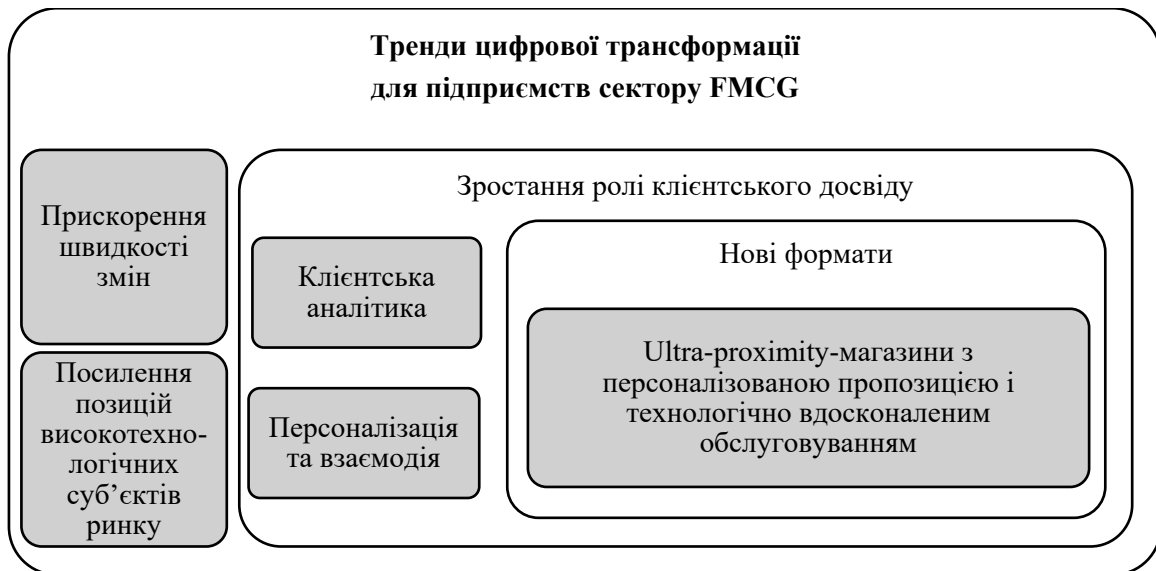 Тренди цифрової трансформації
для підприємств сектору FMCG
Прискорення
швидкості
змін
Посилення
позицій
високотехно-
логічних
суб’єктів
ринку
Зростання ролі клієнтського досвіду
Клієнтська
аналітика
Персоналізація
та взаємодія
Нові формати
Ultra-proximity-магазини з
персоналізованою пропозицією і
технологічно вдосконаленим
обслуговуванням